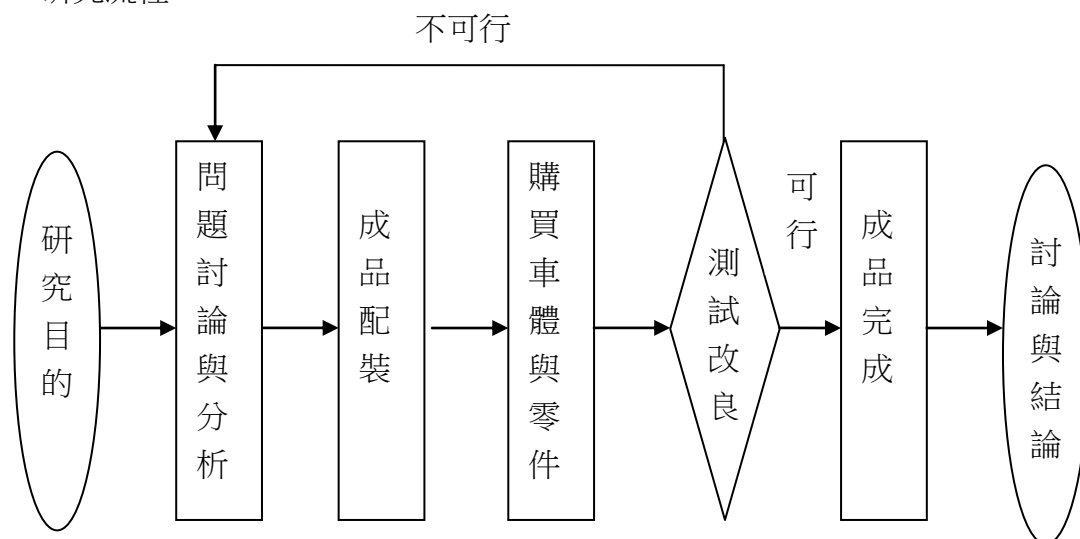 不可行
研究目的
問題討論與分析
成品配裝
購買車體與零件
測試改良
可行
成品完成
討論與結論